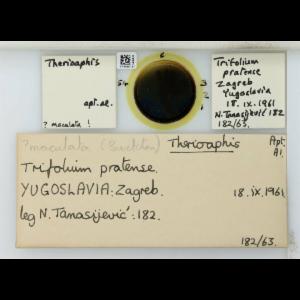 Therioaphis
apt. al.
? maculata !
Trifolium
pratense
Zagreb
Yugoslavia
18. ix. 1961
N. Tanasijević 182
182/63.
? maculata (Buckton) Therioaphis Apt.
Al.
Trifolium pratense.
YUGOSLAVIA: Zagreb. 18. ix. 1961
leg N. Tanasijević: 182.
182/63.